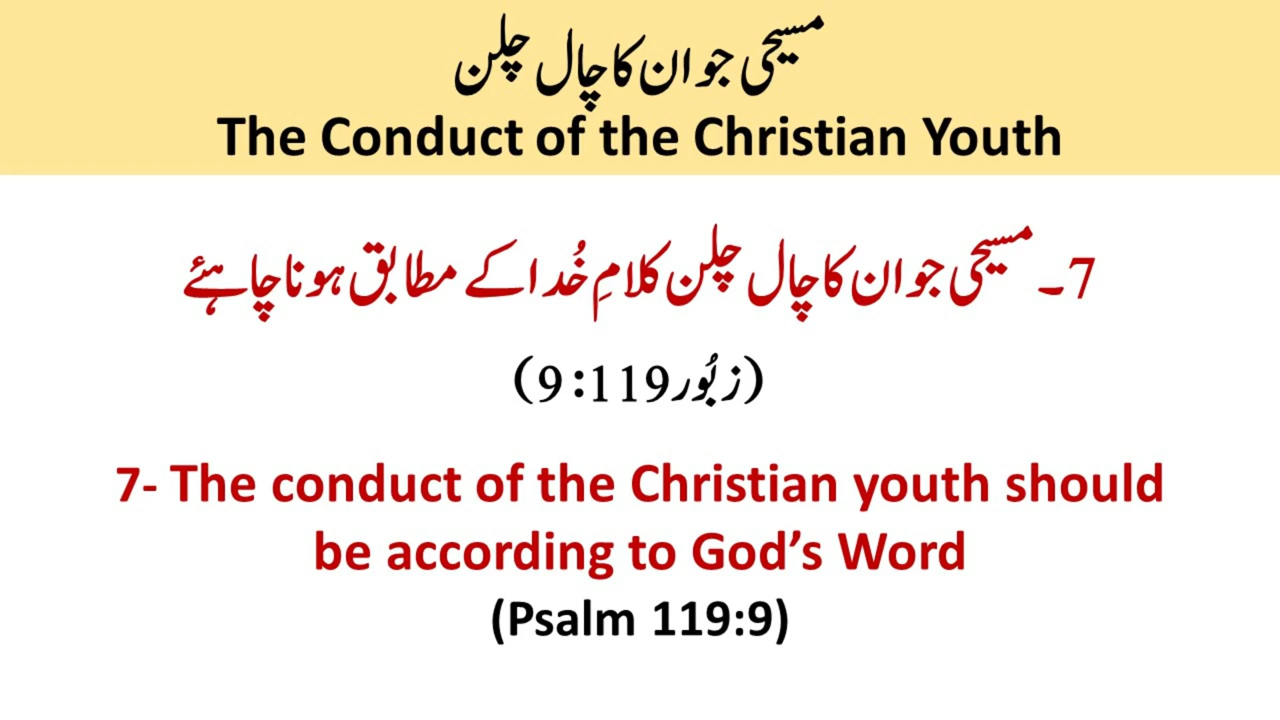 مسیحی جوان کا چال چلن
The Conduct of the Christian Youth
7۔ مسیحی جوان کا چال چلن کلامِ خُدا کے مطابق ہونا چاہئے
(زبُور 119: 9)
7- The conduct of the Christian youth should
be according to God’s Word
(Psalm 119:9)